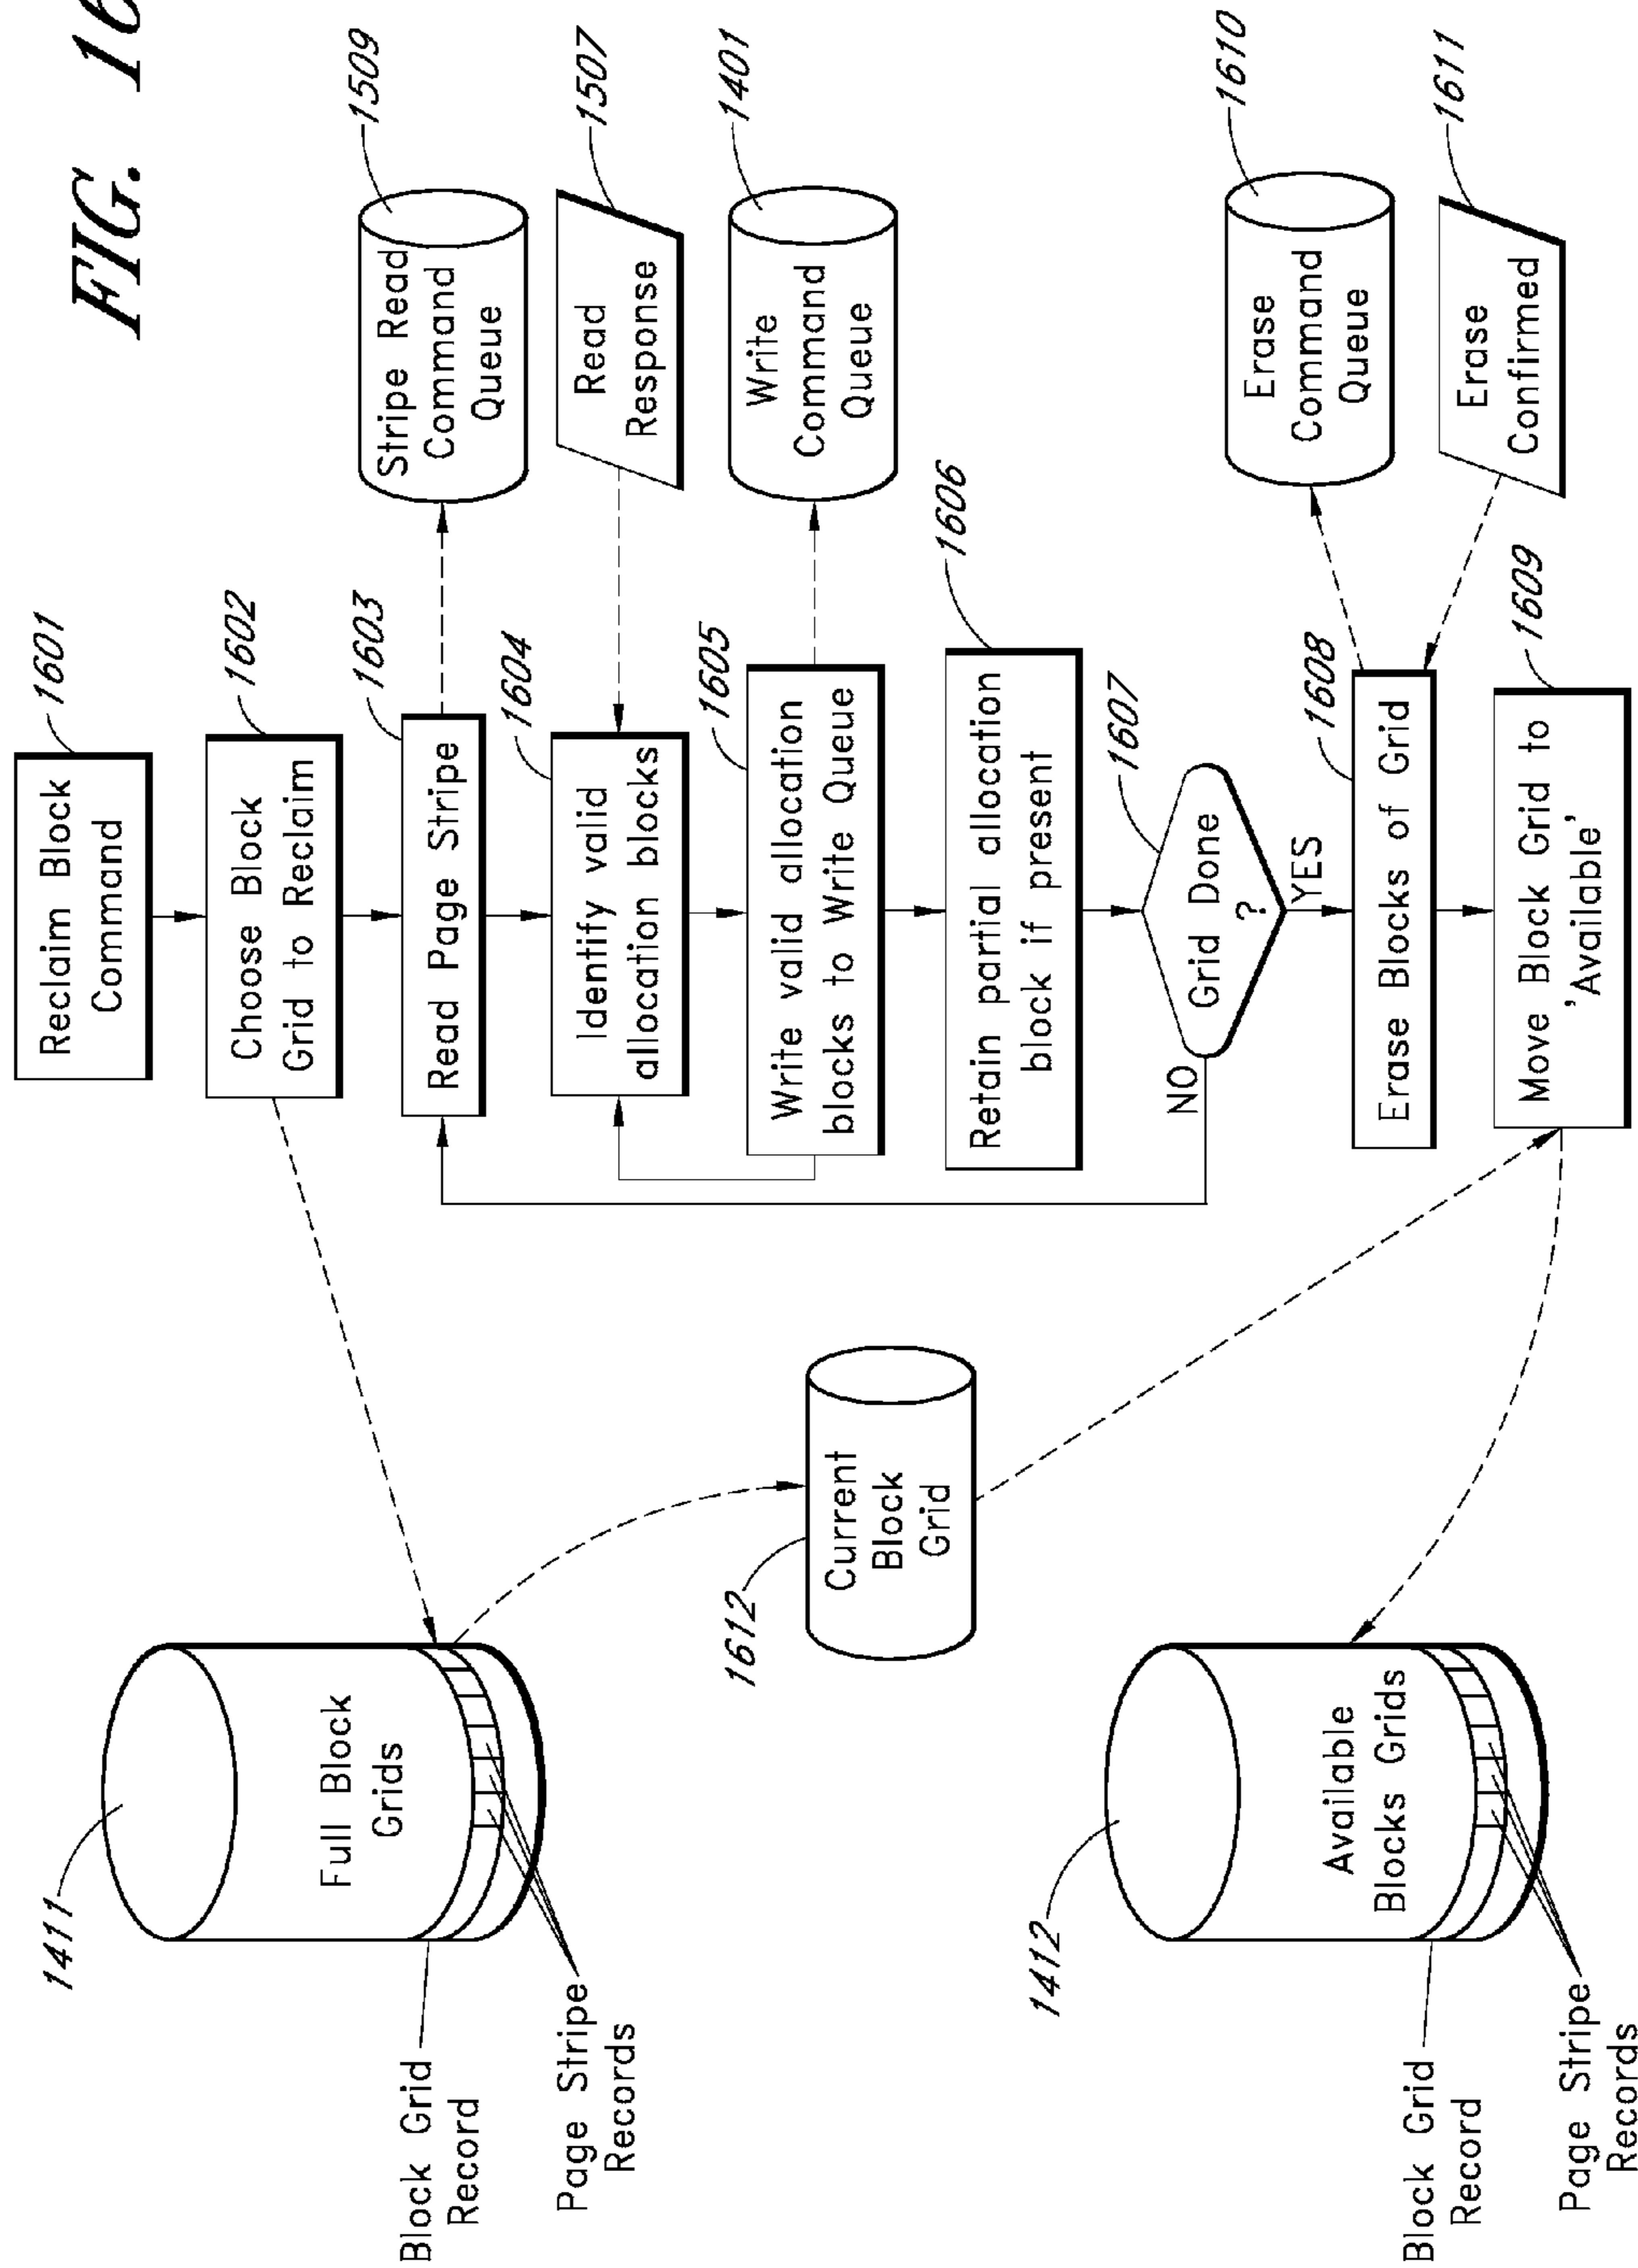 FIG. 16
1601
Reclaim Block
Command
1602
Choose Block
Grid to Reclaim
1603
Read Page Stripe
1509
Stripe Read
Command
Queue
1604
Identify valid
allocation blocks
1507
Read
Response
1605
Write valid allocation
blocks to Write Queue
1401
Write
Command
Queue
1606
Retain partial allocation
block if present
1607
Grid Done
?
NO
YES
1608
Erase Blocks of Grid
1610
Erase
Command
Queue
1611
Erase
Confirmed
1609
Move Block Grid to
'Available'
1411
Full Block
Grids
Block Grid
Record
Page Stripe
Records
1612
Current
Block
Grid
1412
Available
Blocks Grids
Block Grid
Record
Page Stripe
Records